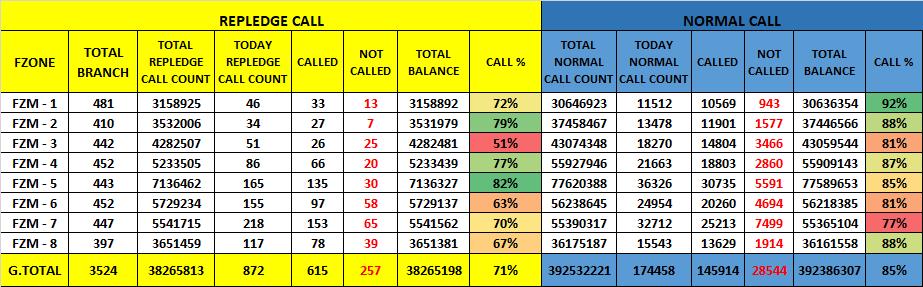 REPLEDGE CALL NORMAL CALL
FZONE TOTAL BRANCH TOTAL REPLEDGE CALL COUNT TODAY REPLEDGE CALL COUNT CALLED NOT CALLED TOTAL BALANCE CALL % TOTAL NORMAL CALL COUNT TODAY NORMAL CALL COUNT CALLED NOT CALLED TOTAL BALANCE CALL %
FZM - 1 481 3158925 46 33 13 3158892 72% 30646923 11512 10569 943 30636354 92%
FZM - 2 410 3532006 34 27 7 3531979 79% 37458467 13478 11901 1577 37446566 88%
FZM - 3 442 4282507 51 26 25 4282481 51% 43074348 18270 14804 3466 43059544 81%
FZM - 4 452 5233505 86 66 20 5233439 77% 55927946 21663 18803 2860 55909143 87%
FZM - 5 443 7136462 165 135 30 7136327 82% 77620388 36326 30735 5591 77589653 85%
FZM - 6 452 5729234 155 97 58 5729137 63% 56238645 24954 20260 4694 56218385 81%
FZM - 7 447 5541715 218 153 65 5541562 70% 55390317 32712 25213 7499 55365104 77%
FZM - 8 397 3651459 117 78 39 3651381 67% 36175187 15543 13629 1914 36161558 88%
G.TOTAL 3524 38265813 872 615 257 38265198 71% 392532221 174458 145914 28544 392386307 85%